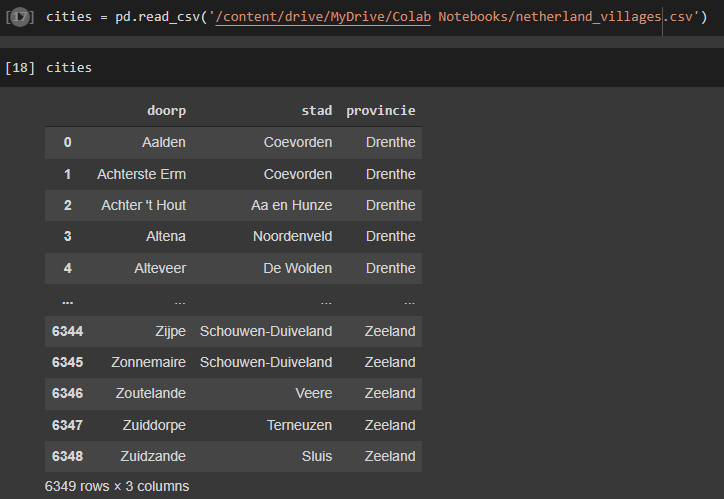 [17] cities = pd.read_csv('/content/drive/MyDrive/Colab Notebooks/netherland_villages.csv')
[18] cities
doorp stad provincie
0 Aalden Coevorden Drenthe
1 Achterste Erm Coevorden Drenthe
2 Achter 't Hout Aa en Hunze Drenthe
3 Altena Noordenveld Drenthe
4 Alteveer De Wolden Drenthe
... ... ... ...
6344 Zijpe Schouwen-Duiveland Zeeland
6345 Zonnemaire Schouwen-Duiveland Zeeland
6346 Zoutelande Veere Zeeland
6347 Zuiddorpe Terneuzen Zeeland
6348 Zuidzande Sluis Zeeland
6349 rows × 3 columns